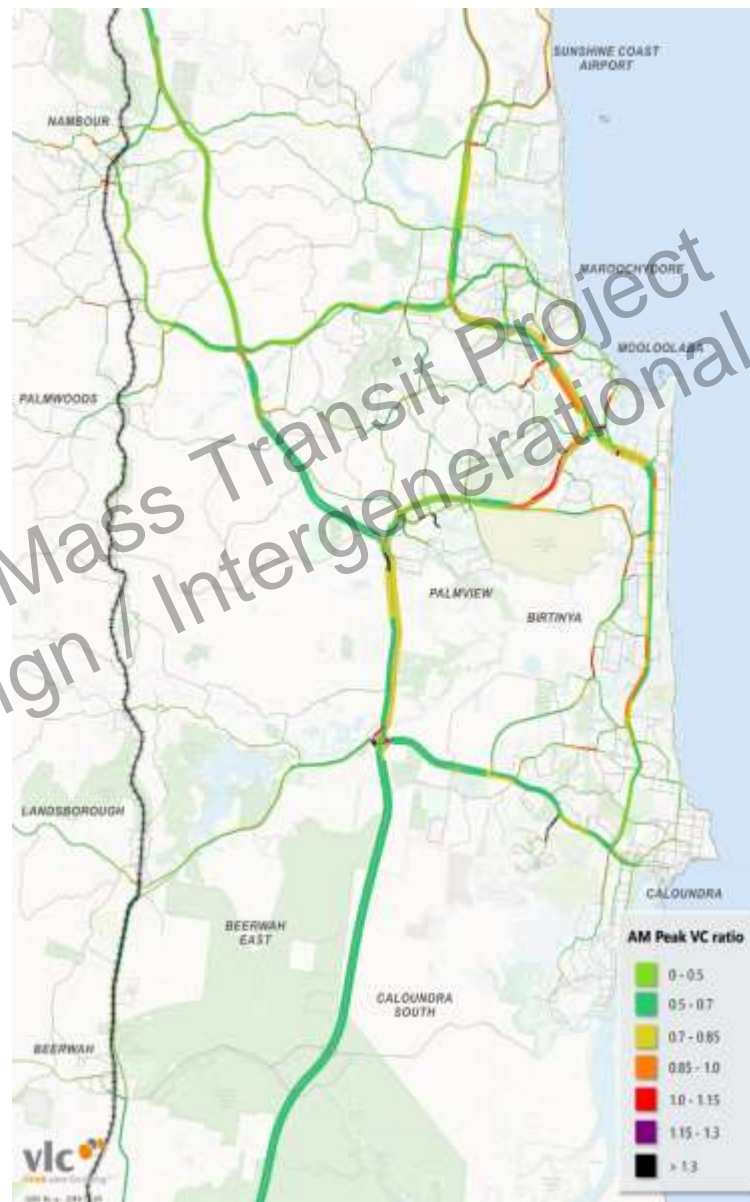 SUNSHINE COAST
AIRPORT
NAMBOUR
MAROOCHYDORE
MOOLOOLABA
PALMWOODS
Mass Transit Project
ign / Intergenerational
PALMVIEW
BIRTINYA
LANDSBOROUGH
CALOUNDRA
BEERWAH
EAST
CALOUNDRA
SOUTH
BEERWAH
AM Peak VC ratio
0 - 0.5
0.5 - 0.7
0.7 - 0.85
0.85 - 1.0
1.0 - 1.15
1.15 - 1.3
> 1.3
vlc